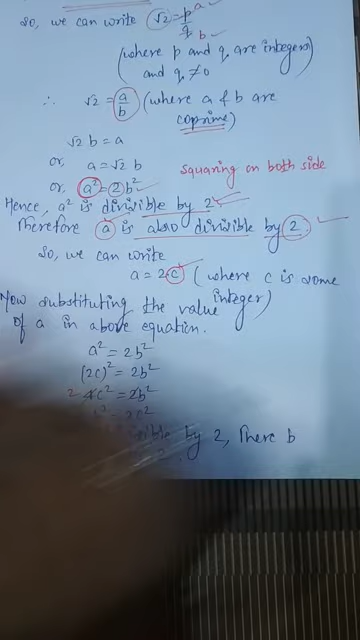 So, we can write √2 = p/q a b
(where p and q are integers
and q ≠ 0
∴ √2 = a/b (where a & b are
coprime)
√2 b = a
or, a = √2 b Squaring on both side
or. a² = 2b²
Hence, a² is divisible by 2
Therefore a is also divisible by 2
So, we can write
a = 2c (where c is some
integer)
Now substituting the value
of a in above equation.
a² = 2b²
(2c)² = 2b²
2 4c² = 2b²
2c²
by 2, There b
2.